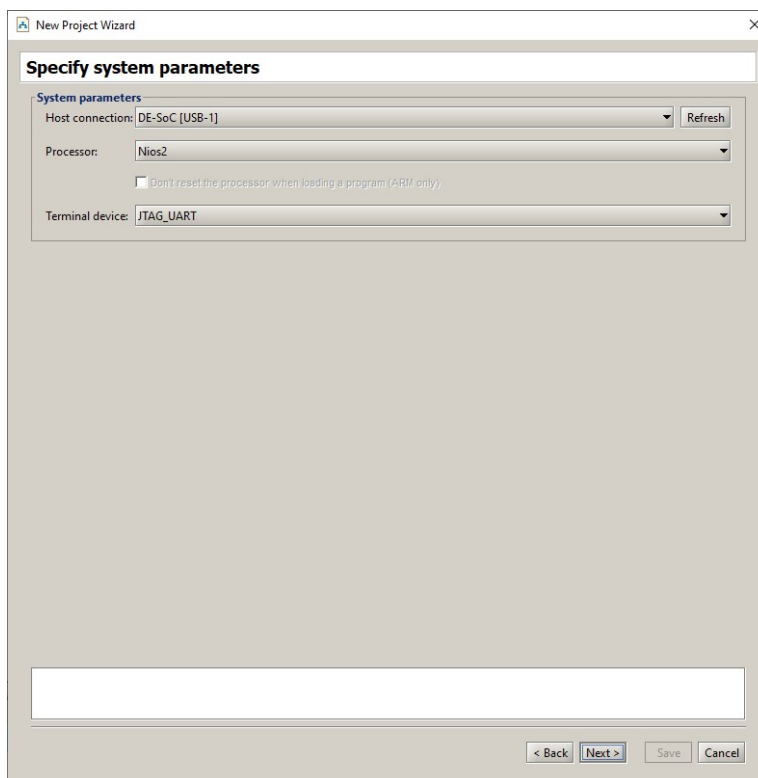 New Project Wizard
Specify system parameters
System parameters
Host connection: DE-SoC [USB-1] Refresh
Processor: Nios2
Don't reset the processor when loading a program (ARM only)
Terminal device: JTAG_UART
< Back Next > Save Cancel